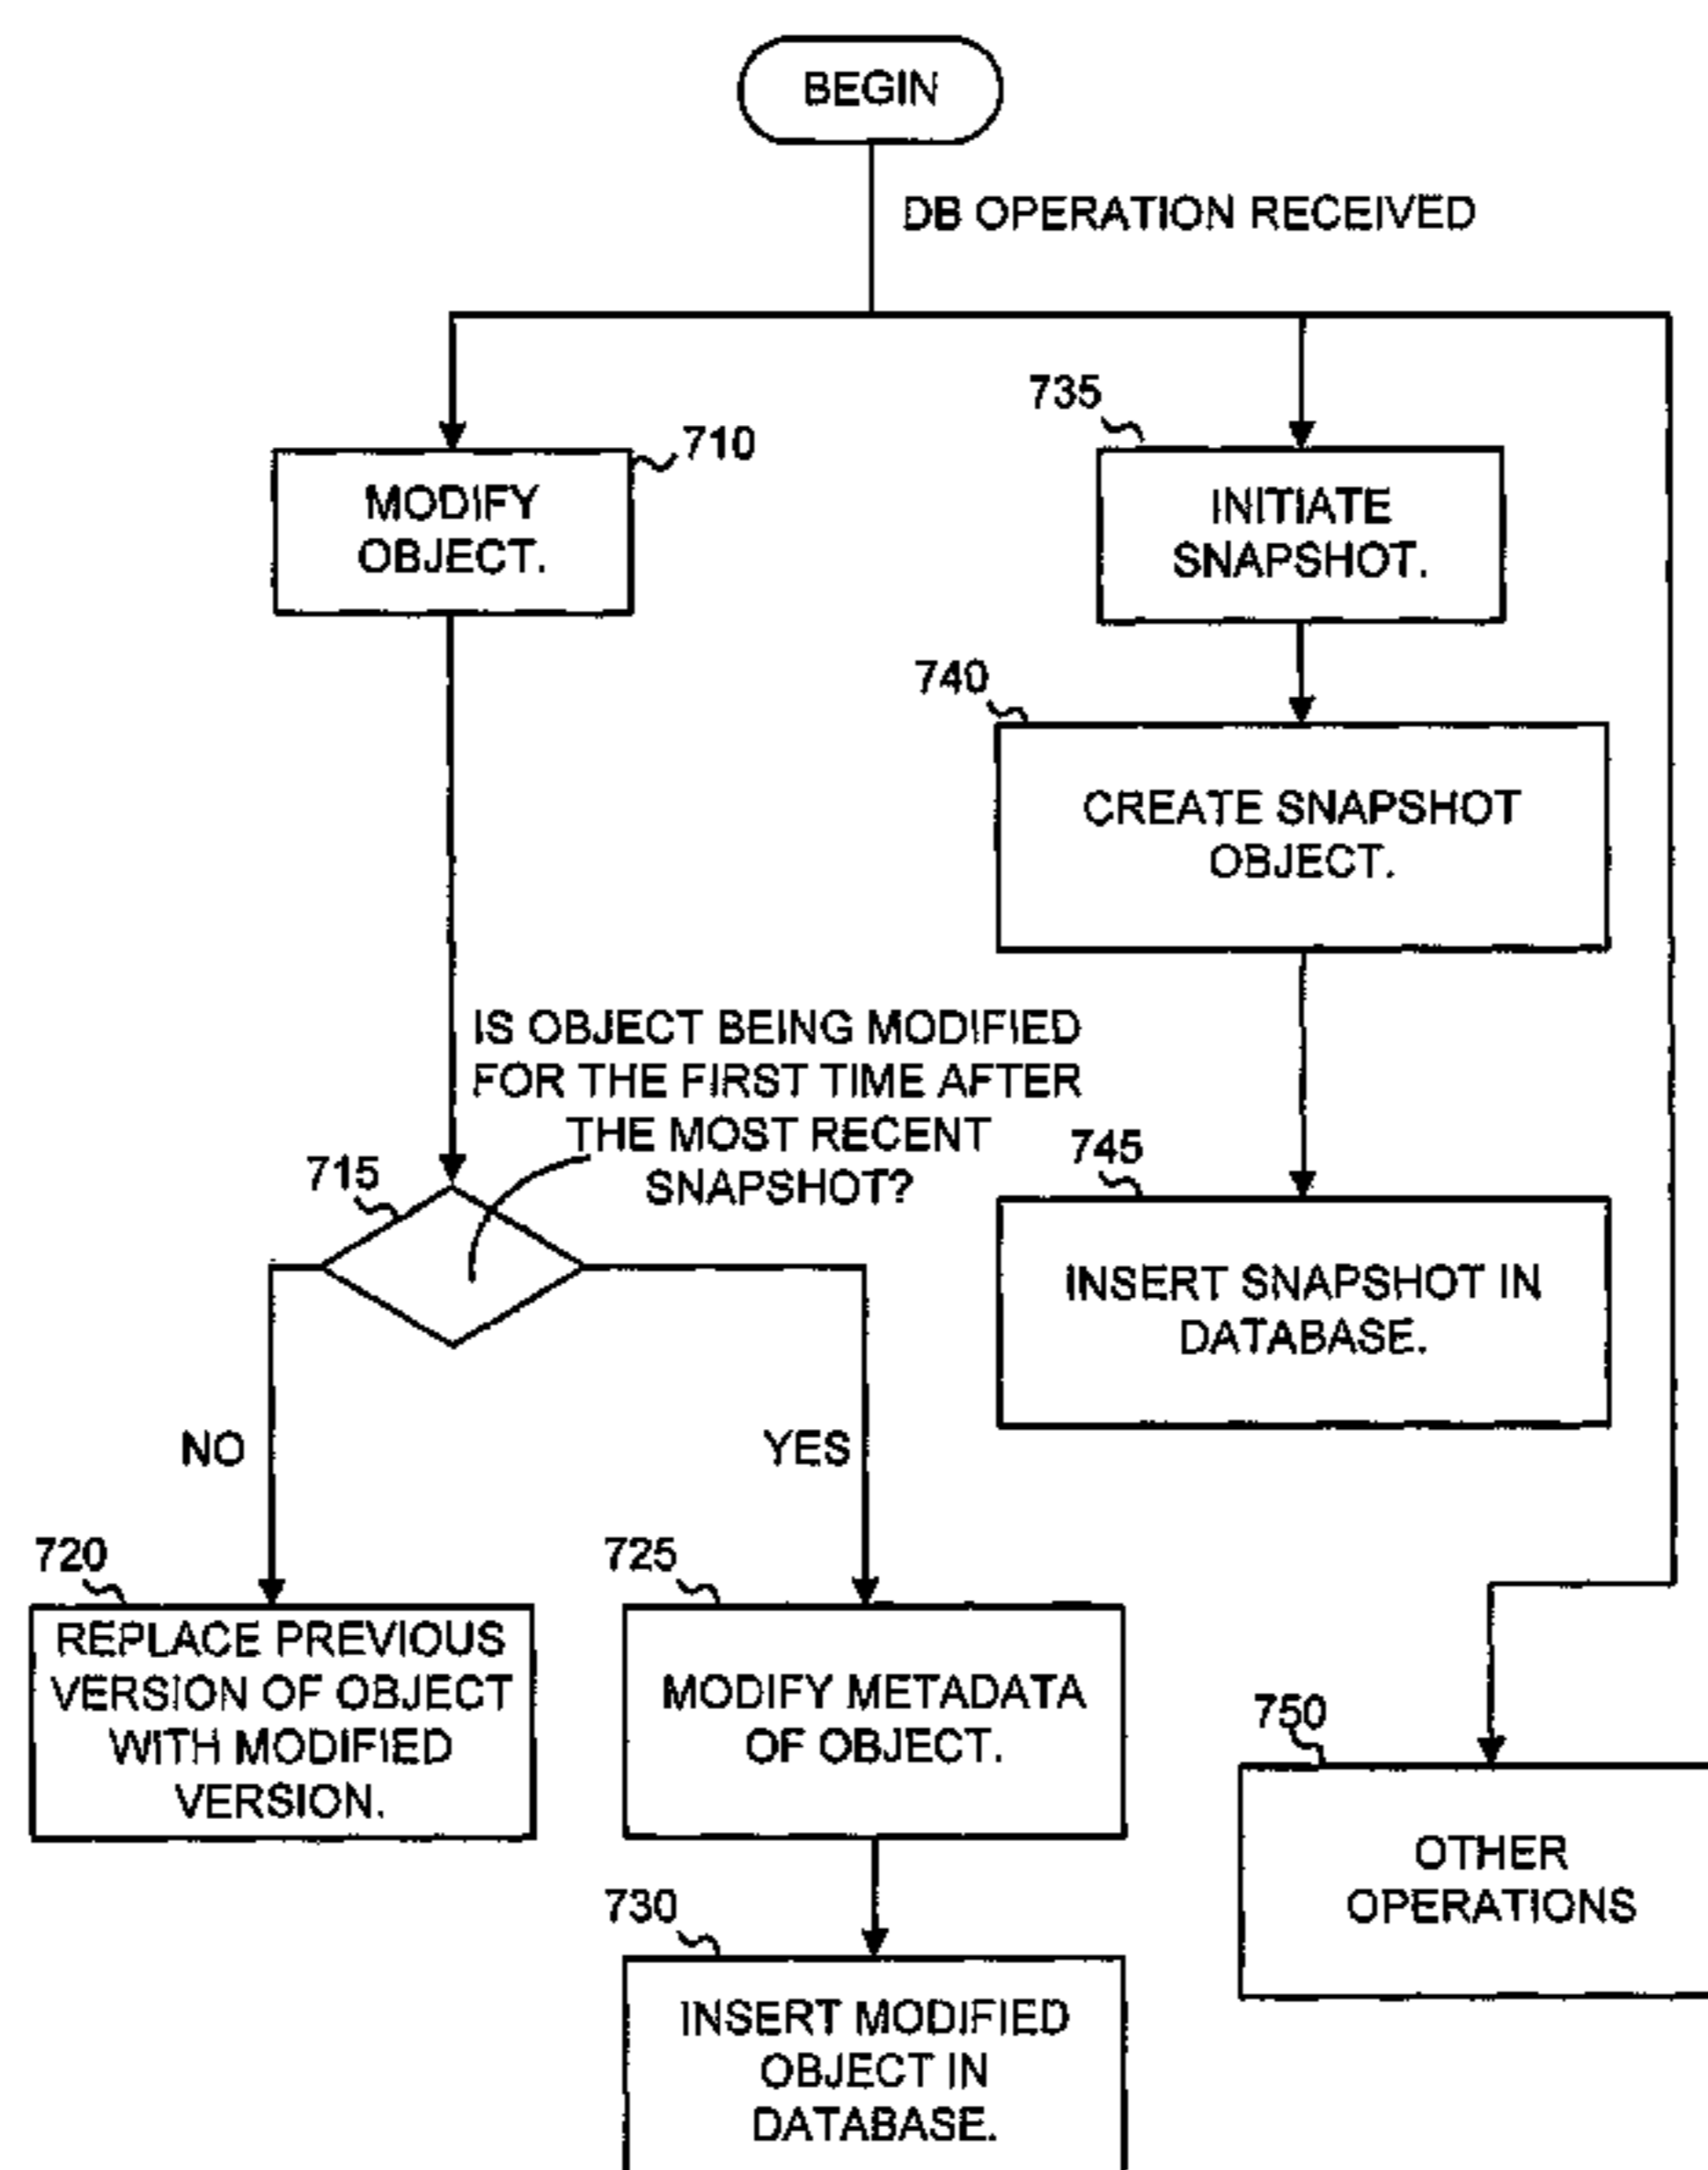 BEGIN
DB OPERATION RECEIVED
710
MODIFY
OBJECT.
735
INITIATE
SNAPSHOT.
740
CREATE SNAPSHOT
OBJECT.
IS OBJECT BEING MODIFIED
FOR THE FIRST TIME AFTER
THE MOST RECENT
SNAPSHOT?
715
745
INSERT SNAPSHOT IN
DATABASE.
NO
YES
720
REPLACE PREVIOUS
VERSION OF OBJECT
WITH MODIFIED
VERSION.
725
MODIFY METADATA
OF OBJECT.
750
OTHER
OPERATIONS
730
INSERT MODIFIED
OBJECT IN
DATABASE.